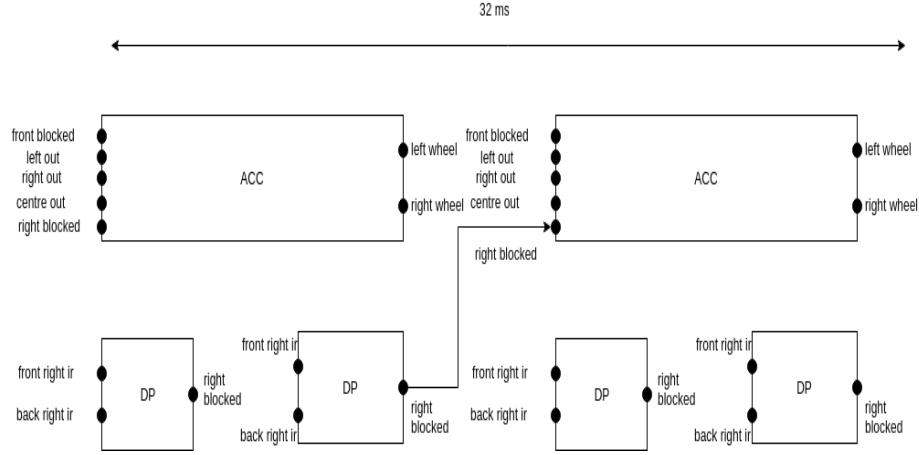 32 ms
front blocked
left out
right out
centre out
right blocked
ACC
left wheel
right wheel
front blocked
left out
right out
centre out
right blocked
ACC
left wheel
right wheel
front right ir
back right ir
DP
right
blocked
front right ir
back right ir
DP
right
blocked
front right ir
back right ir
DP
right
blocked
front right ir
back right ir
DP
right
blocked